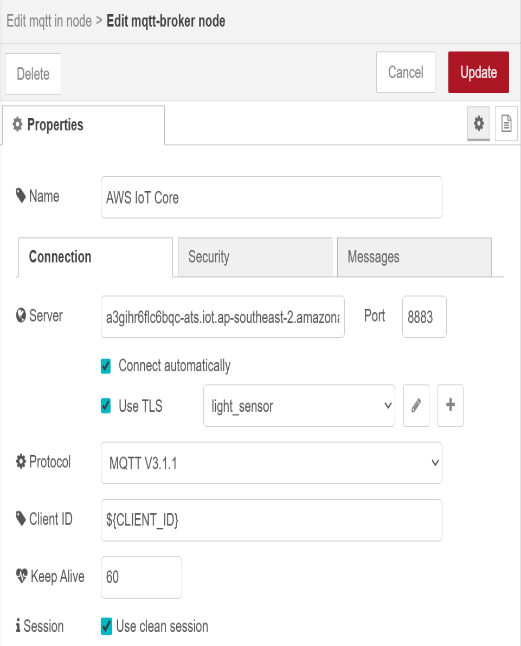 Edit mqtt in node > Edit mqtt-broker node
Delete Cancel Update
Properties
Name AWS IoT Core
Connection Security Messages
Server a3gihr6flc6bqc-ats.iot.ap-southeast-2.amazona Port 8883
Connect automatically
Use TLS light_sensor
Protocol MQTT V3.1.1
Client ID ${CLIENT_ID}
Keep Alive 60
Session Use clean session